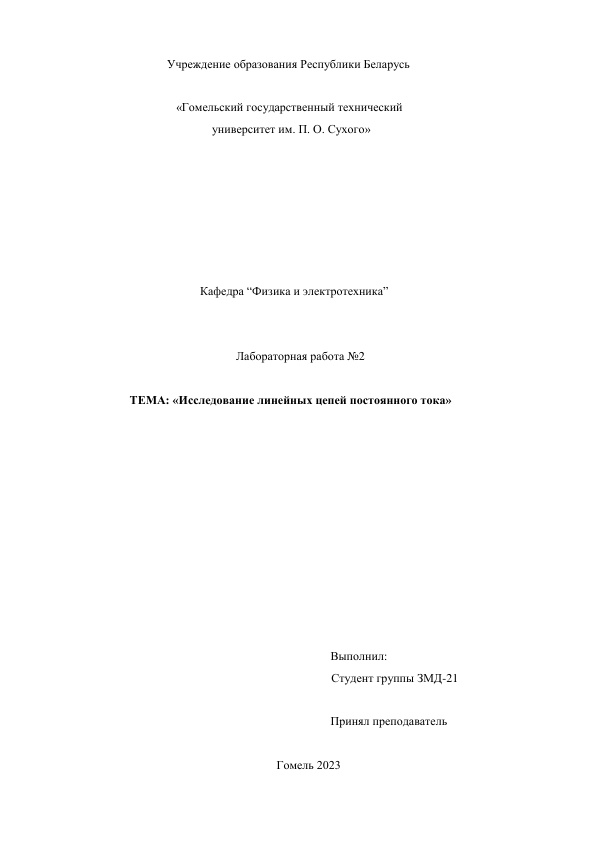 Учреждение образования Республики Беларусь
«Гомельский государственный технический
университет им. П. О. Сухого»
Кафедра “Физика и электротехника”
Лабораторная работа №2
ТЕМА: «Исследование линейных цепей постоянного тока»
Выполнил:
Студент группы ЗМД-21
Принял преподаватель
Гомель 2023